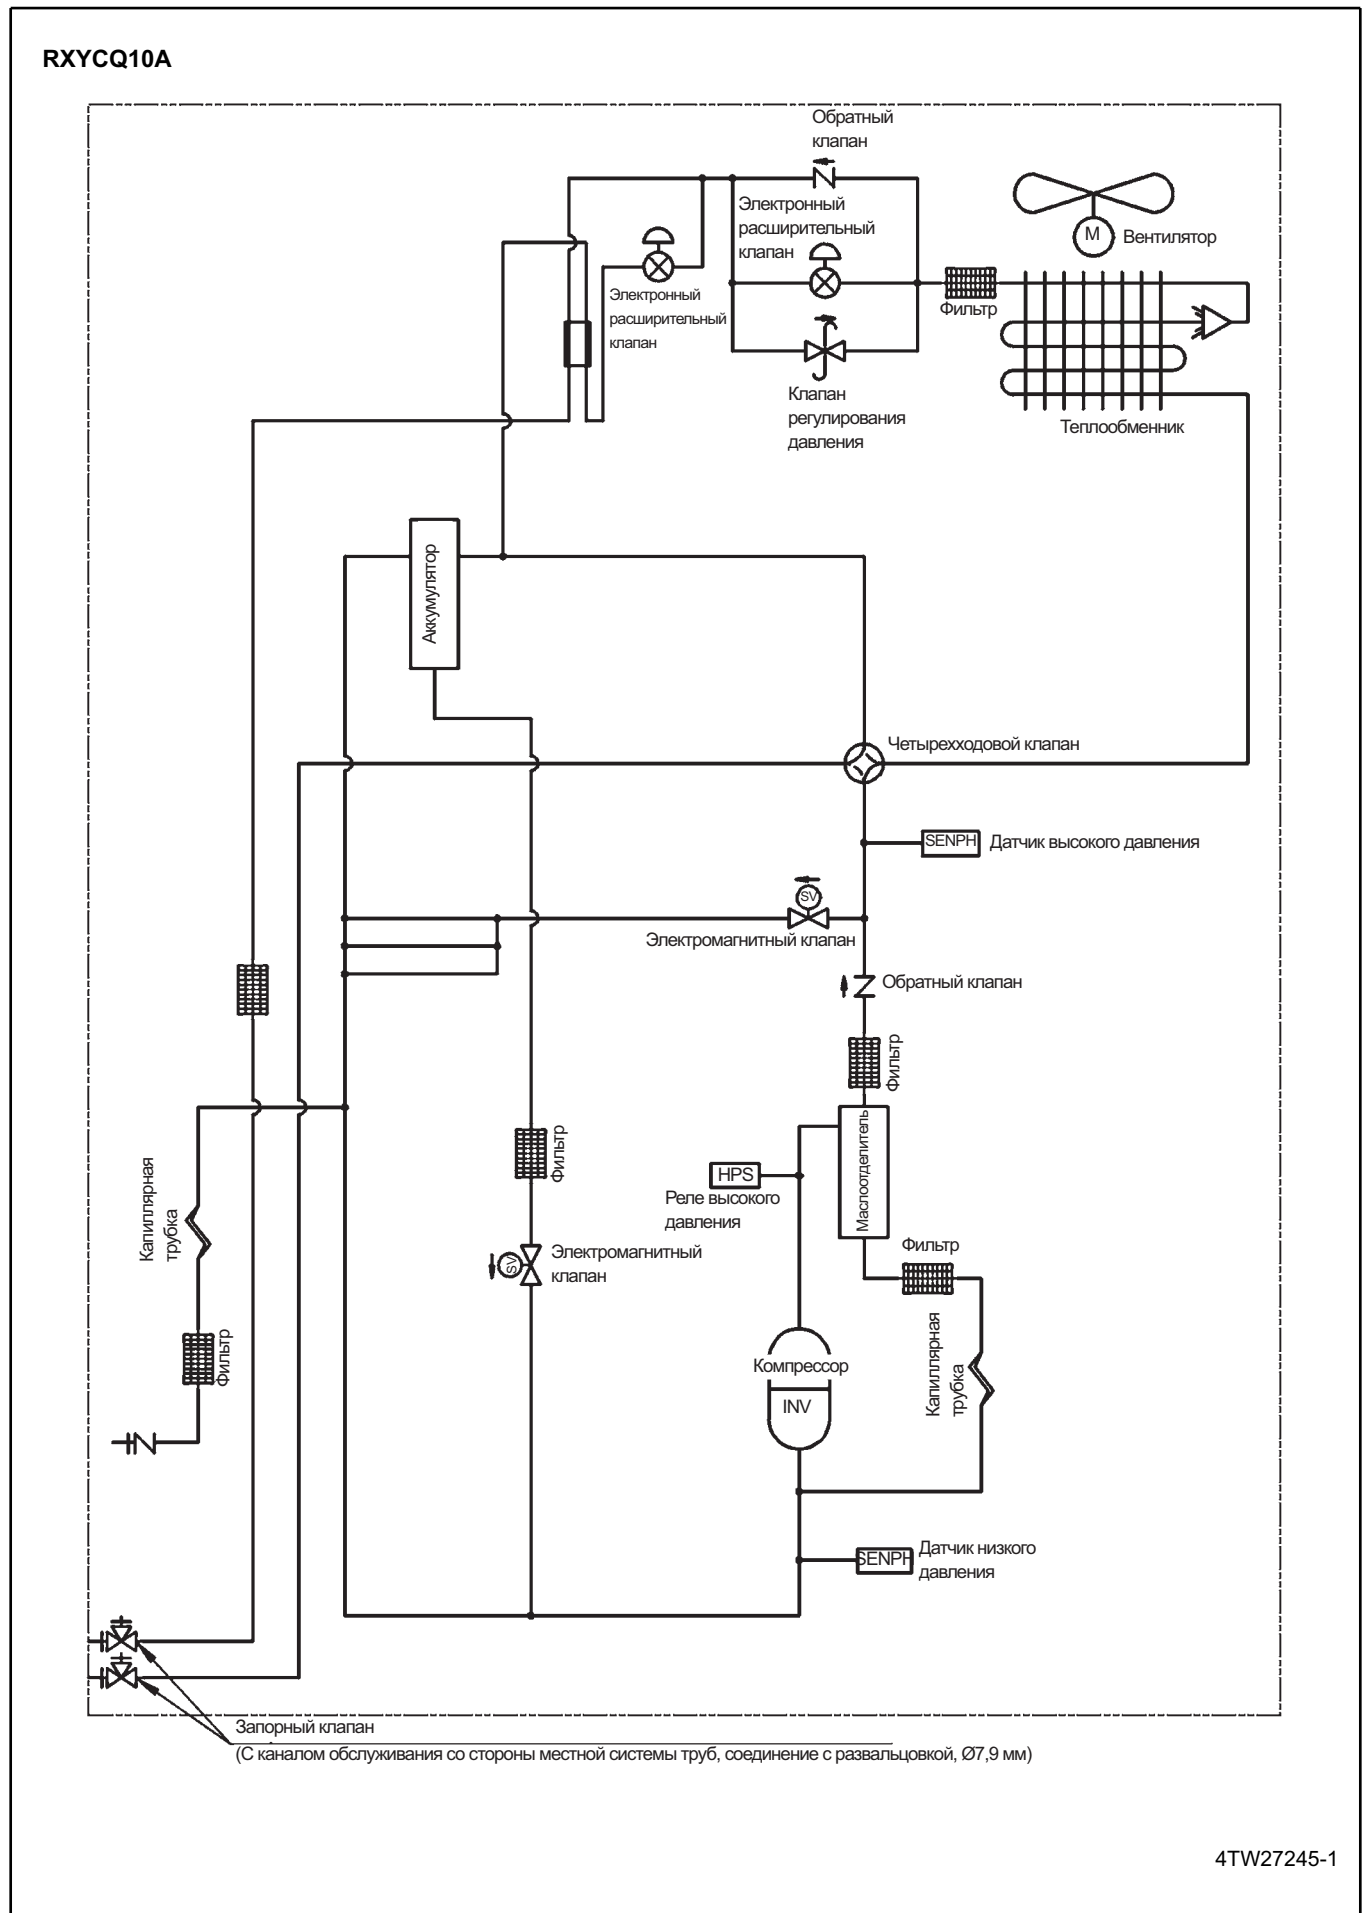 RXYCQ10A
Обратный
клапан
Электронный
расширительный
клапан
M
Вентилятор
Электронный
расширительный
клапан
Фильтр
Клапан
регулирования
давления
Теплообменник
Аккумулятор
Четырехходовой клапан
SENPH
Датчик высокого давления
SV
Электромагнитный клапан
Обратный клапан
Фильтр
Маслоотделитель
Фильтр
HPS
Реле высокого
давления
Капиллярная
трубка
Электромагнитный
клапан
SV
Фильтр
Фильтр
Капиллярная
трубка
Компрессор
INV
SENPH
Датчик низкого
давления
Запорный клапан
(С каналом обслуживания со стороны местной системы труб, соединение с развальцовкой, Ø7,9 мм)
4TW27245-1